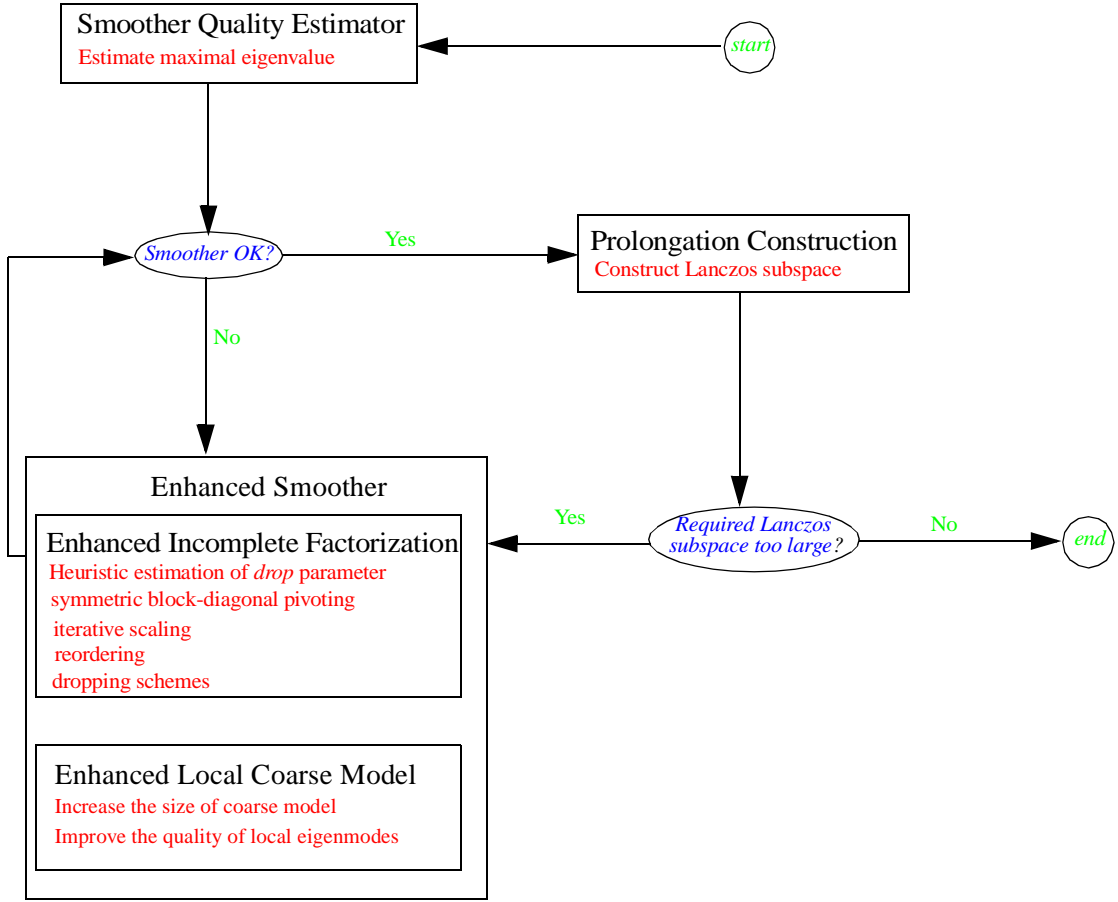 Smoother Quality Estimator
Estimate maximal eigenvalue
start
Smoother OK?
Yes
Prolongation Construction
Construct Lanczos subspace
No
Enhanced Smoother
Enhanced Incomplete Factorization
Heuristic estimation of drop parameter
symmetric block-diagonal pivoting
iterative scaling
reordering
dropping schemes
Yes
Required Lanczos
subspace too large?
No
end
Enhanced Local Coarse Model
Increase the size of coarse model
Improve the quality of local eigenmodes